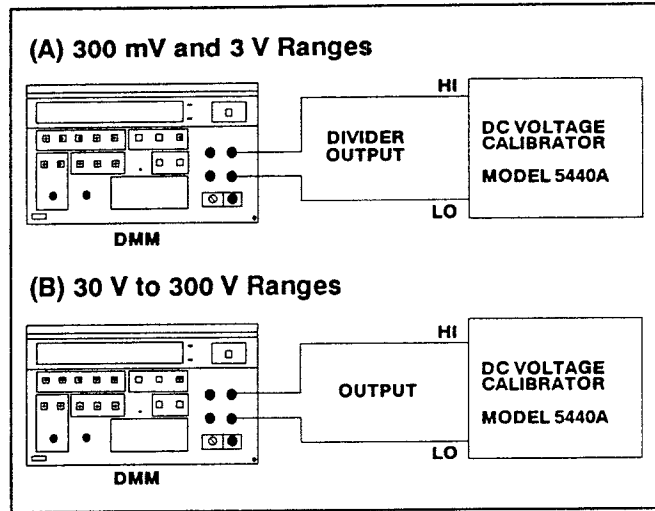 (A) 300 mV and 3 V Ranges
HI
DIVIDER
OUTPUT
DC VOLTAGE
CALIBRATOR
MODEL 5440A
LO
DMM
(B) 30 V to 300 V Ranges
HI
OUTPUT
DC VOLTAGE
CALIBRATOR
MODEL 5440A
LO
DMM